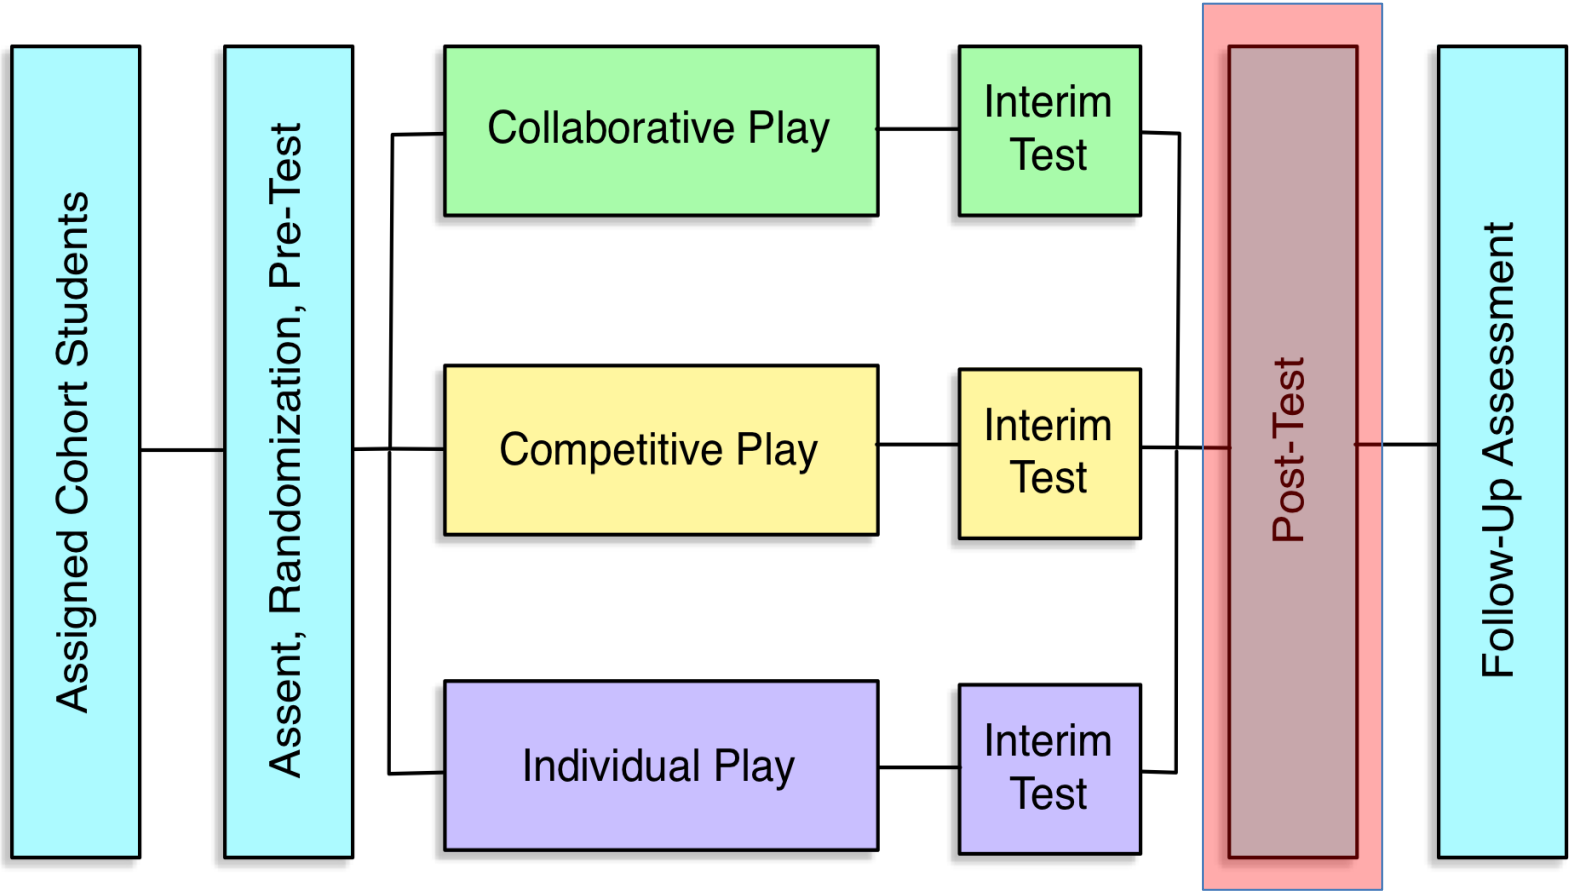 Assigned Cohort Students
Assent, Randomization, Pre-Test
Collaborative Play
Interim
Test
Competitive Play
Interim
Test
Individual Play
Interim
Test
Post-Test
Follow-Up Assessment